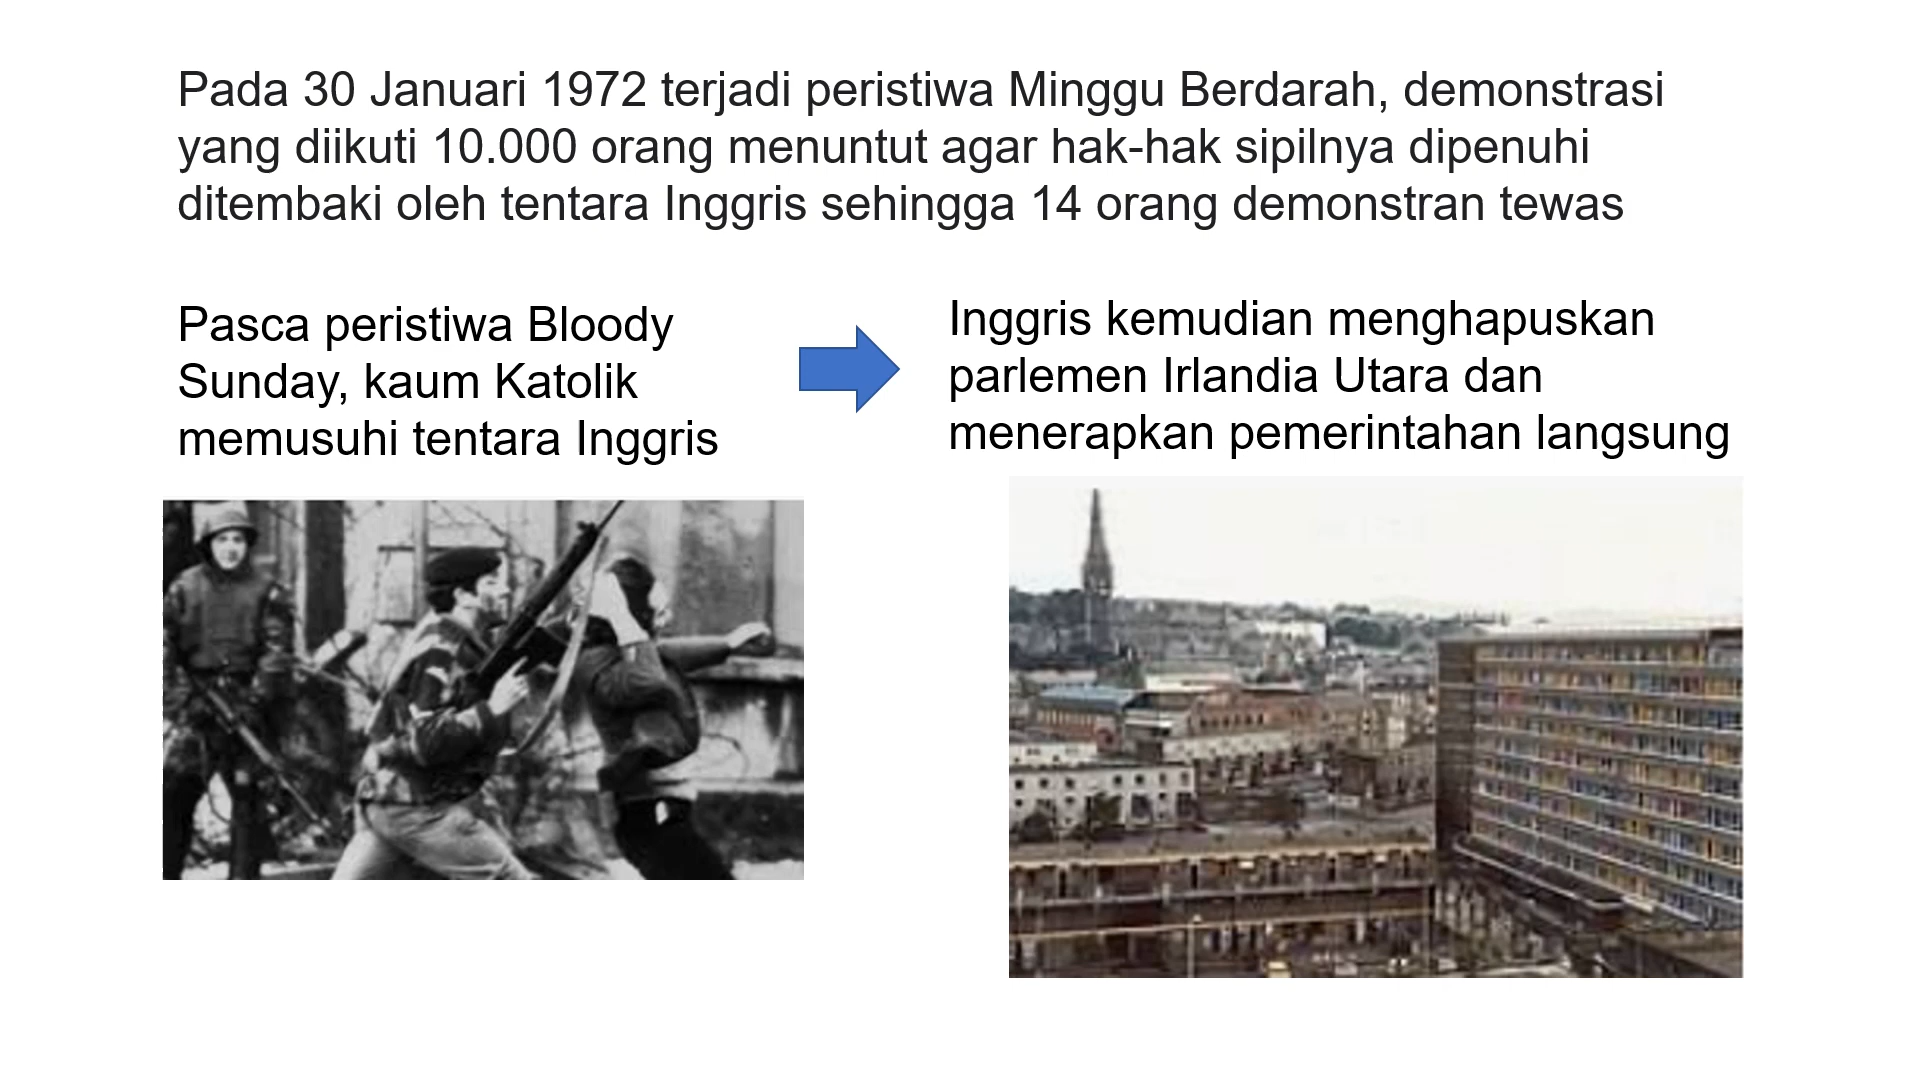 Pada 30 Januari 1972 terjadi peristiwa Minggu Berdarah, demonstrasi
yang diikuti 10.000 orang menuntut agar hak-hak sipilnya dipenuhi
ditembaki oleh tentara Inggris sehingga 14 orang demonstran tewas
Pasca peristiwa Bloody
Sunday, kaum Katolik
memusuhi tentara Inggris
Inggris kemudian menghapuskan
parlemen Irlandia Utara dan
menerapkan pemerintahan langsung